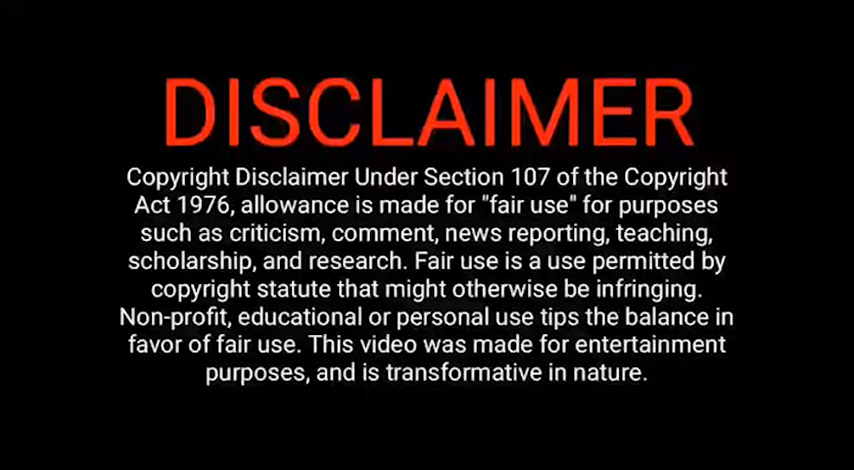 DISCLAIMER
Copyright Disclaimer Under Section 107 of the Copyright
Act 1976, allowance is made for "fair use" for purposes
such as criticism, comment, news reporting, teaching,
scholarship, and research. Fair use is a use permitted by
copyright statute that might otherwise be infringing.
Non-profit, educational or personal use tips the balance in
favor of fair use. This video was made for entertainment
purposes, and is transformative in nature.